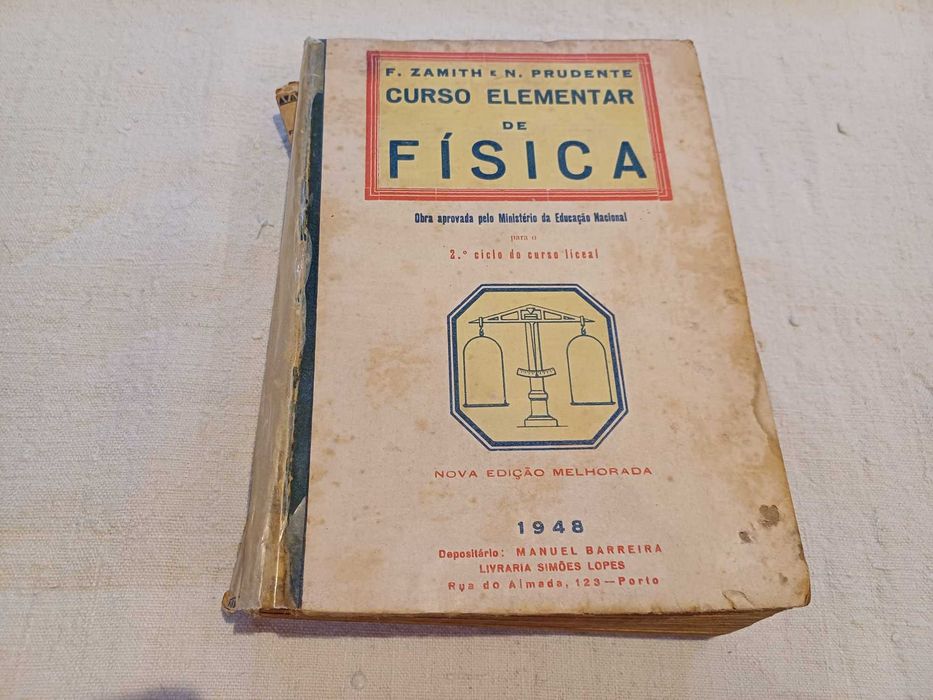 F. ZAMITH E N. PRUDENTE
CURSO ELEMENTAR
DE
FÍSICA
Obra aprovada pelo Ministério da Educação Nacional
para o
2.º ciclo do curso liceal
NOVA EDIÇÃO MELHORADA
1948
Depositário: MANUEL BARREIRA
LIVRARIA SIMÕES LOPES
Rua do Almada, 123—Porto